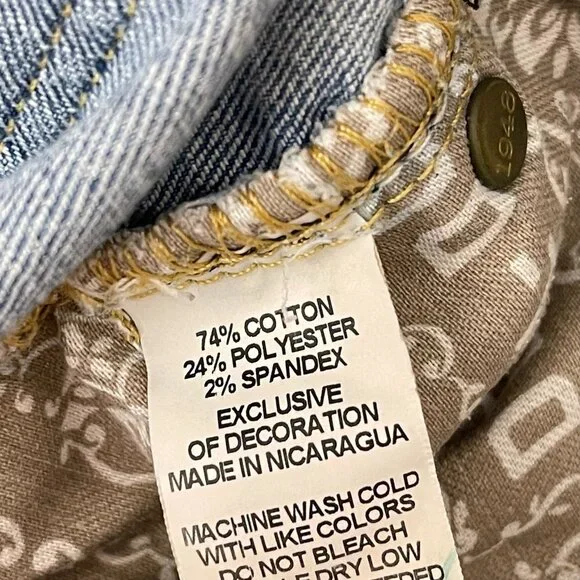 1948
74% COTTON
24% POLYESTER
2% SPANDEX
EXCLUSIVE
OF DECORATION
MADE IN NICARAGUA
MACHINE WASH COLD
WITH LIKE COLORS
DO NOT BLEACH
DRY LOW